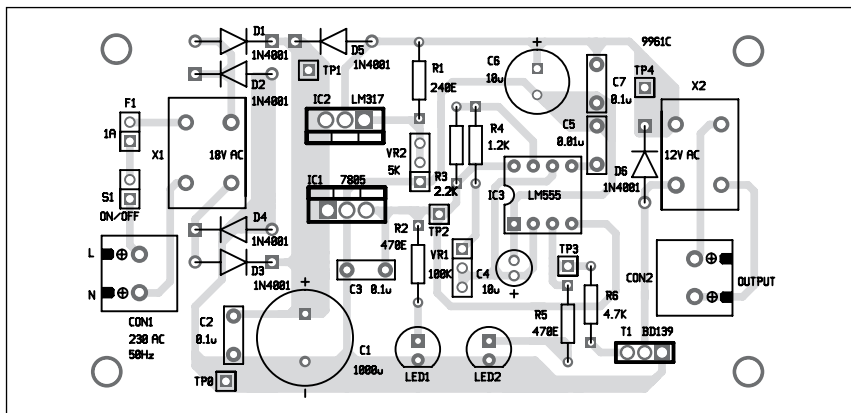 D1
1N4001
D2
1N4001
D5
1N4001
TP1
F1
1A
X1
18V AC
S1
ON/OFF
L
N
CON1
230 AC
50Hz
D4
1N4001
D3
1N4001
C2
0.1u
TP0
C1
1000u
+
−
IC2 LM317
IC1 7805
C3 0.1u
R1
240E
VR2
5K
R3
2.2K
R4
1.2K
R2
470E
TP2
VR1
100K
C4
10u
+
LED1
LED2
C6
10u
+
C7
0.1u
C5
0.01u
IC3
LM555
9961C
TP4
X2
12V AC
D6
1N4001
TP3
R5
470E
R6
4.7K
T1 BD139
CON2
OUTPUT